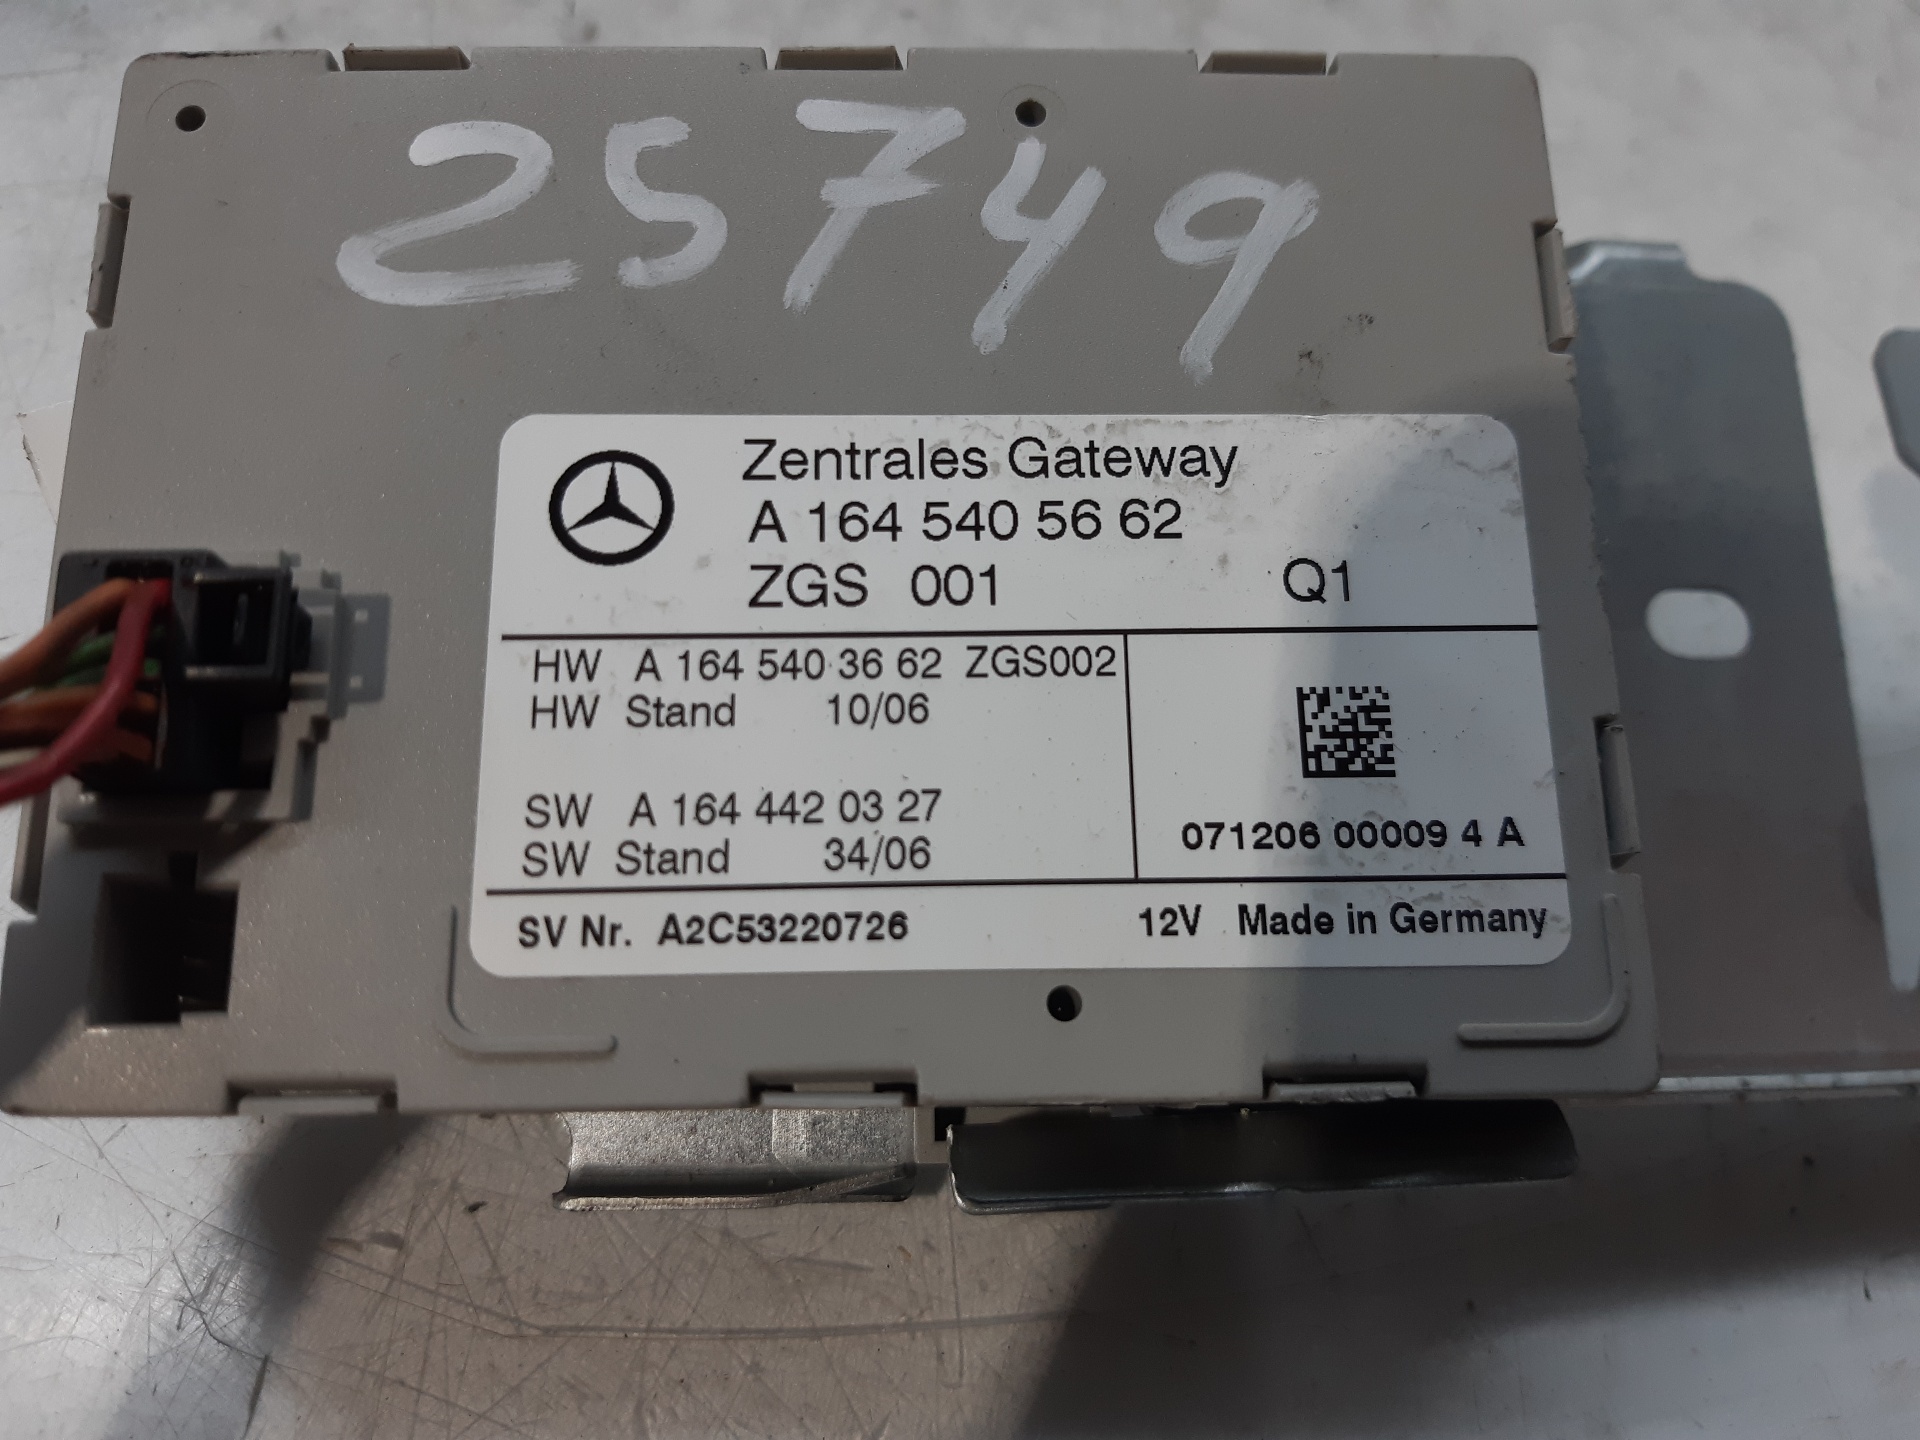 25749
Zentrales Gateway
A 164 540 56 62
ZGS 001 Q1
HW A 164 540 36 62 ZGS002
HW Stand 10/06
SW A 164 442 03 27
SW Stand 34/06
071206 00009 4 A
SV Nr. A2C53220726 12V Made in Germany